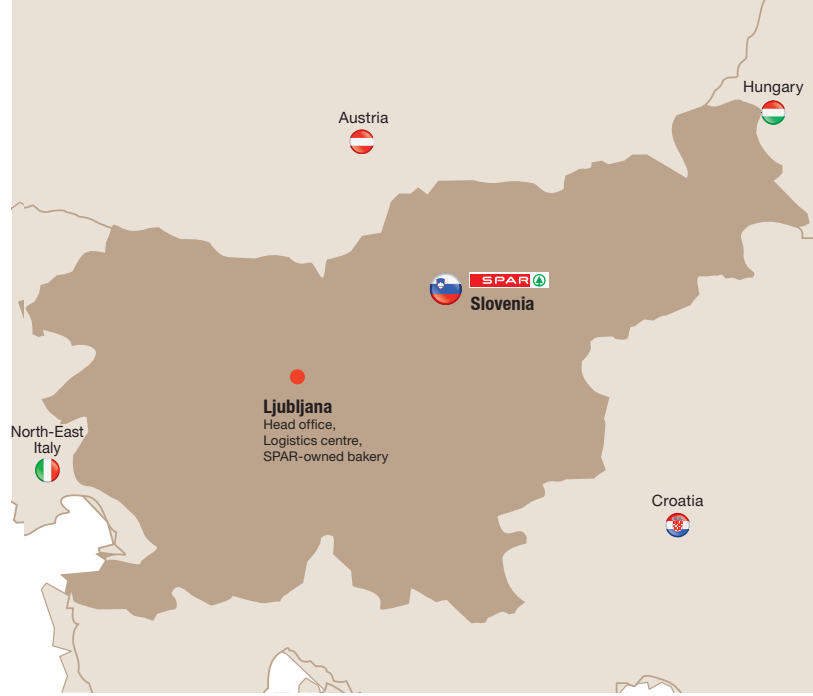 Hungary
Austria
SPAR
Slovenia
Ljubljana
Head office,
Logistics centre,
SPAR-owned bakery
North-East
Italy
Croatia